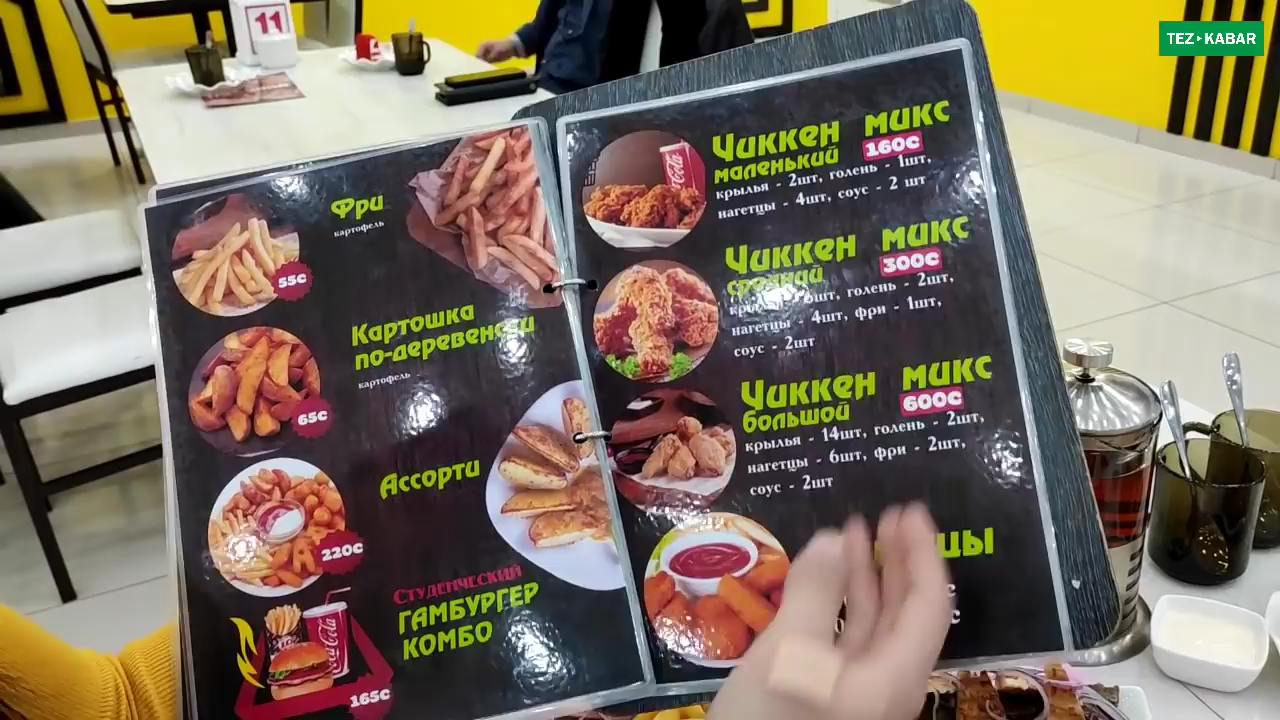 TEZ▸KABAR
11
Фри
картофель
55с
Картошка
по-деревенски
картофель
65с
Ассорти
220с
Студенческий
ГАМБУРГЕР
КОМБО
165с
Чиккен микс
маленький 160с
крылья - 2шт, голень - 1шт,
нагетцы - 4шт, соус - 2 шт
Чиккен микс
300с
голень - 2шт,
нагетцы - 4шт, фри - 1шт,
соус - 2шт
Чиккен микс
большой 600с
крылья - 14шт, голень - 2шт,
нагетцы - 6шт, фри - 2шт,
соус - 2шт
Coca-Cola